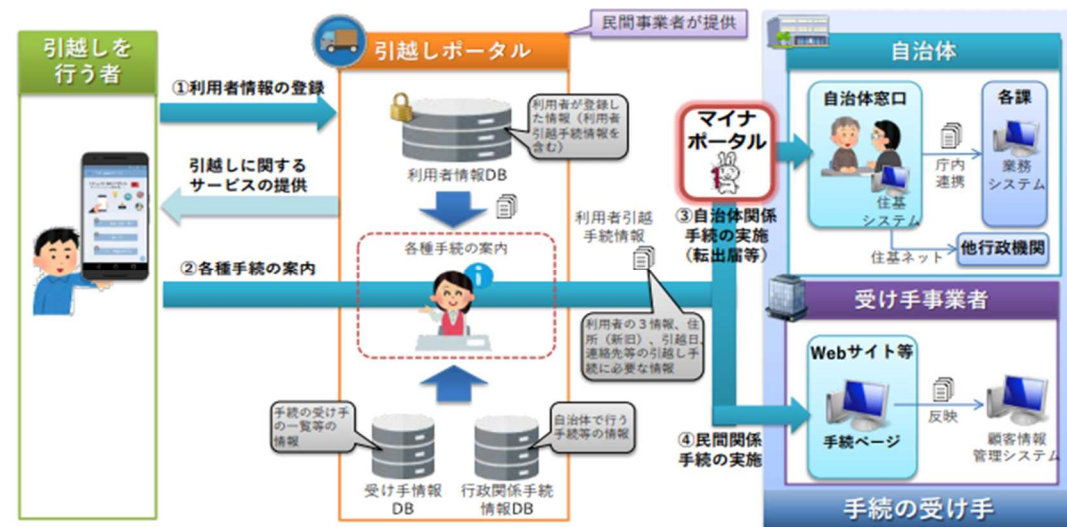 引越しを
行う者
①利用者情報の登録
引越しに関する
サービスの提供
②各種手続の案内
引越しポータル
民間事業者が提供
利用者が登録し
た情報（利用者
引越手続情報を
含む）
利用者情報DB
各種手続の案内
手続の受け手
の一覧等の
情報
自治体で行う
手続等の情報
受け手情報
DB
行政関係手続
情報DB
利用者引越
手続情報
利用者の３情報、住
所（新旧）、引越日、
連絡先等の引越し手
続に必要な情報
マイナ
ポータル
③自治体関係
手続の実施
（転出届等）
④民間関係
手続の実施
自治体
自治体窓口
住基
システム
庁内
連携
各課
業務
システム
住基ネット
他行政機関
受け手事業者
Webサイト等
手続ページ
反映
顧客情報
管理システム
手続の受け手